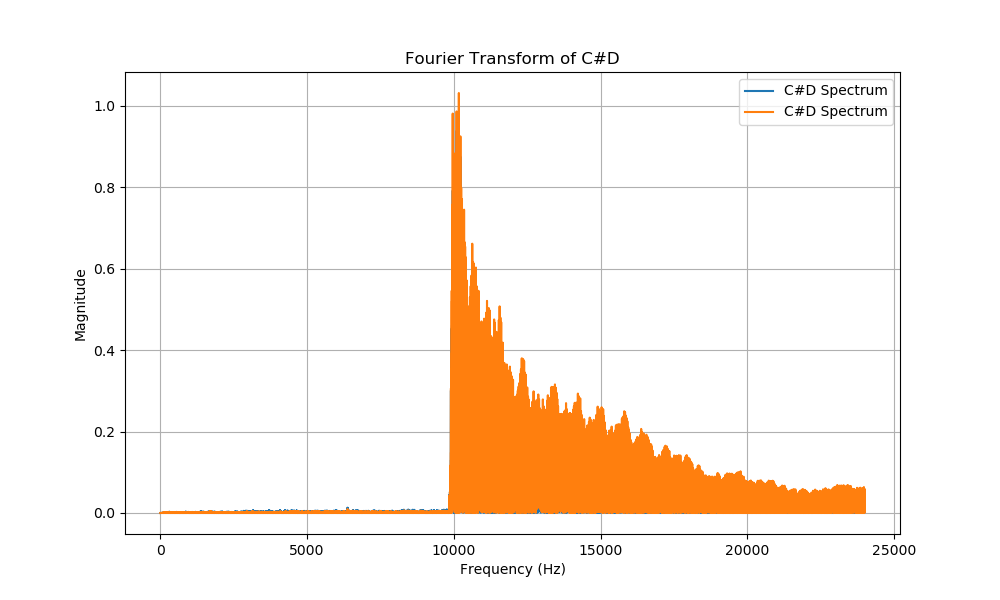 Fourier Transform of C#D
C#D Spectrum
C#D Spectrum
1.0
0.8
0.6
0.4
0.2
0.0
Magnitude
0 5000 10000 15000 20000 25000
Frequency (Hz)